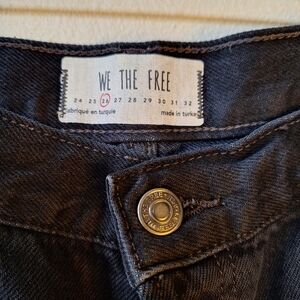 WE THE FREE
24 25 26 27 28 29 30 31 32
fabriqué en turquie made in turkey